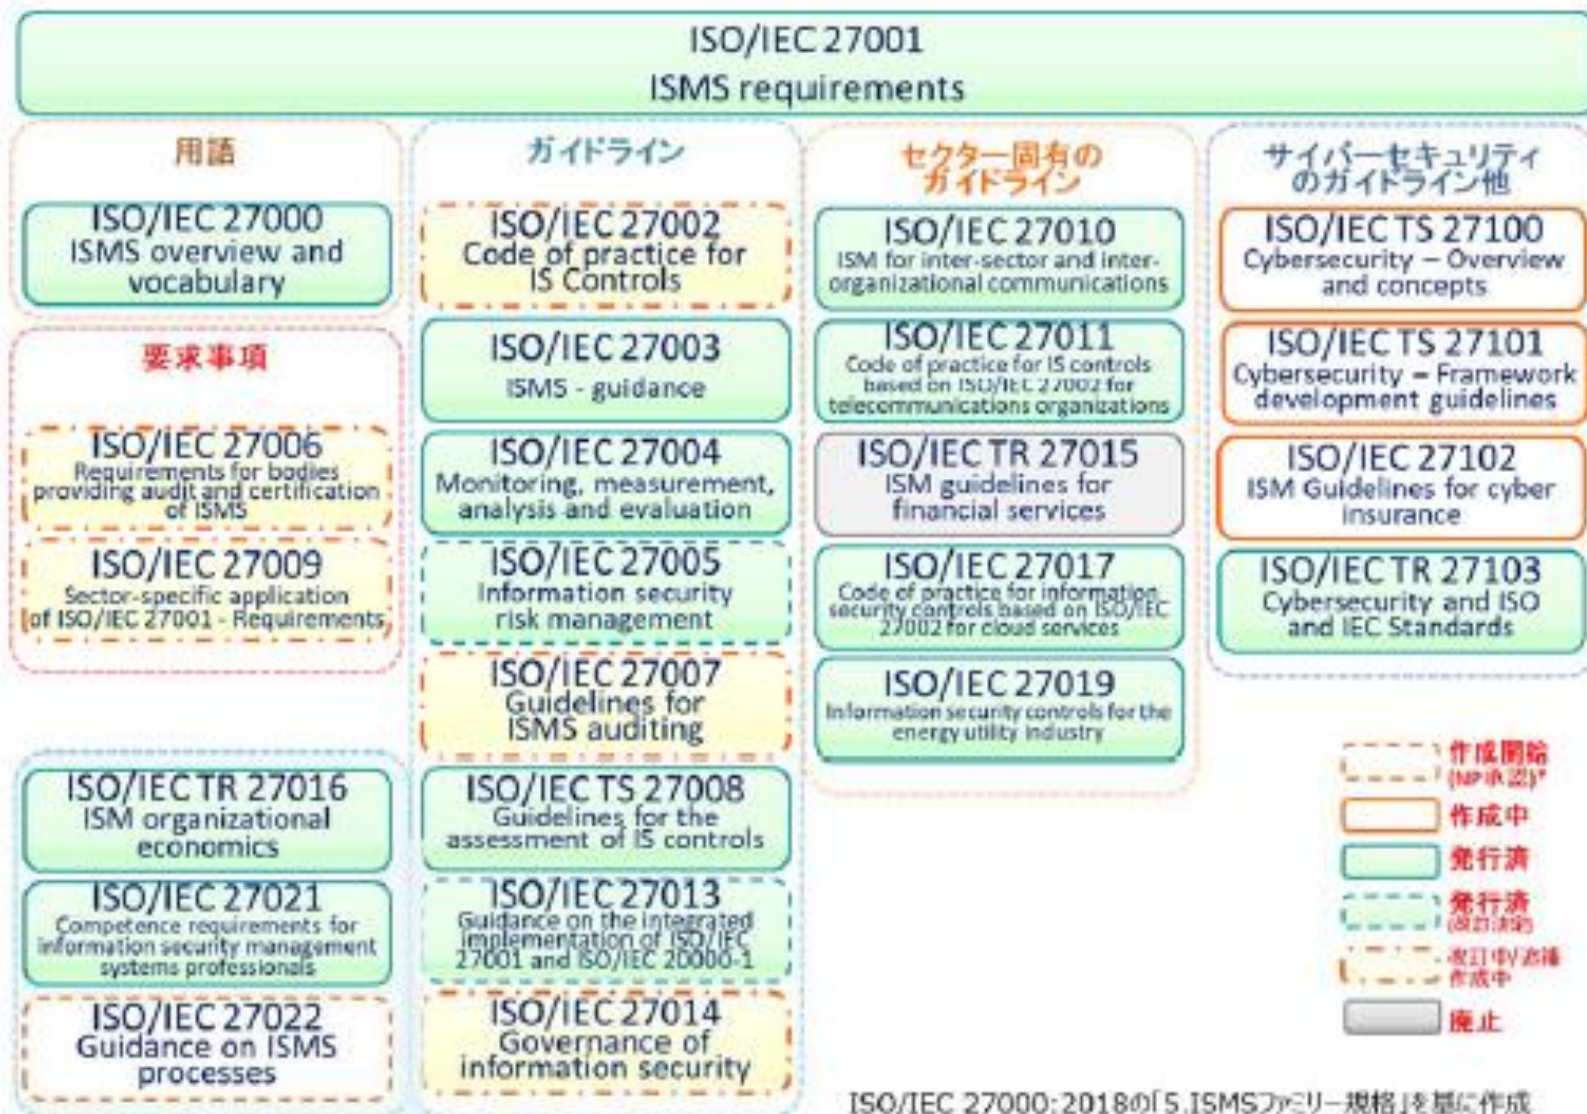 ISO/IEC 27001
ISMS requirements
用語
ISO/IEC 27000
ISMS overview and
vocabulary
要求事項
ISO/IEC 27006
Requirements for bodies
providing audit and certification
of ISMS
ISO/IEC 27009
Sector-specific application
of ISO/IEC 27001 - Requirements
ISO/IEC TR 27016
ISM organizational
economics
ISO/IEC 27021
Competence requirements for
information security management
systems professionals
ISO/IEC 27022
Guidance on ISMS
processes
ガイドライン
ISO/IEC 27002
Code of practice for
IS Controls
ISO/IEC 27003
ISMS - guidance
ISO/IEC 27004
Monitoring, measurement,
analysis and evaluation
ISO/IEC 27005
Information security
risk management
ISO/IEC 27007
Guidelines for
ISMS auditing
ISO/IEC TS 27008
Guidelines for the
assessment of IS controls
ISO/IEC 27013
Guidance on the integrated
implementation of ISO/IEC
27001 and ISO/IEC 20000-1
ISO/IEC 27014
Governance of
information security
セクター固有の
ガイドライン
ISO/IEC 27010
ISM for inter-sector and inter-
organizational communications
ISO/IEC 27011
Code of practice for IS controls
based on ISO/IEC 27002 for
telecommunications organizations
ISO/IEC TR 27015
ISM guidelines for
financial services
ISO/IEC 27017
Code of practice for information
security controls based on ISO/IEC
27002 for cloud services
ISO/IEC 27019
Information security controls for the
energy utility industry
サイバーセキュリティ
のガイドライン他
ISO/IEC TS 27100
Cybersecurity – Overview
and concepts
ISO/IEC TS 27101
Cybersecurity – Framework
development guidelines
ISO/IEC 27102
ISM Guidelines for cyber
insurance
ISO/IEC TR 27103
Cybersecurity and ISO
and IEC Standards
作成開始
(NP承認)*
作成中
発行済
発行済
改訂中/
作成中
廃止
ISO/IEC 27000:2018の「5.ISMSファミリー規格」を基に作成